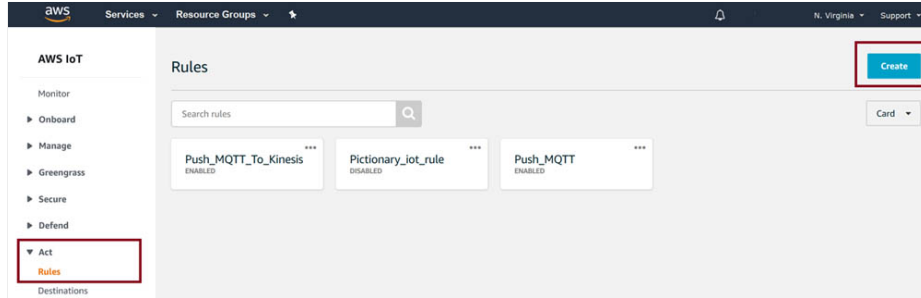 aws Services Resource Groups N. Virginia Support
AWS IoT
Monitor
Onboard
Manage
Greengrass
Secure
Defend
Act
Rules
Destinations
Rules
Create
Search rules
Card
Push_MQTT_To_Kinesis
ENABLED
Pictionary_iot_rule
DISABLED
Push_MQTT
ENABLED